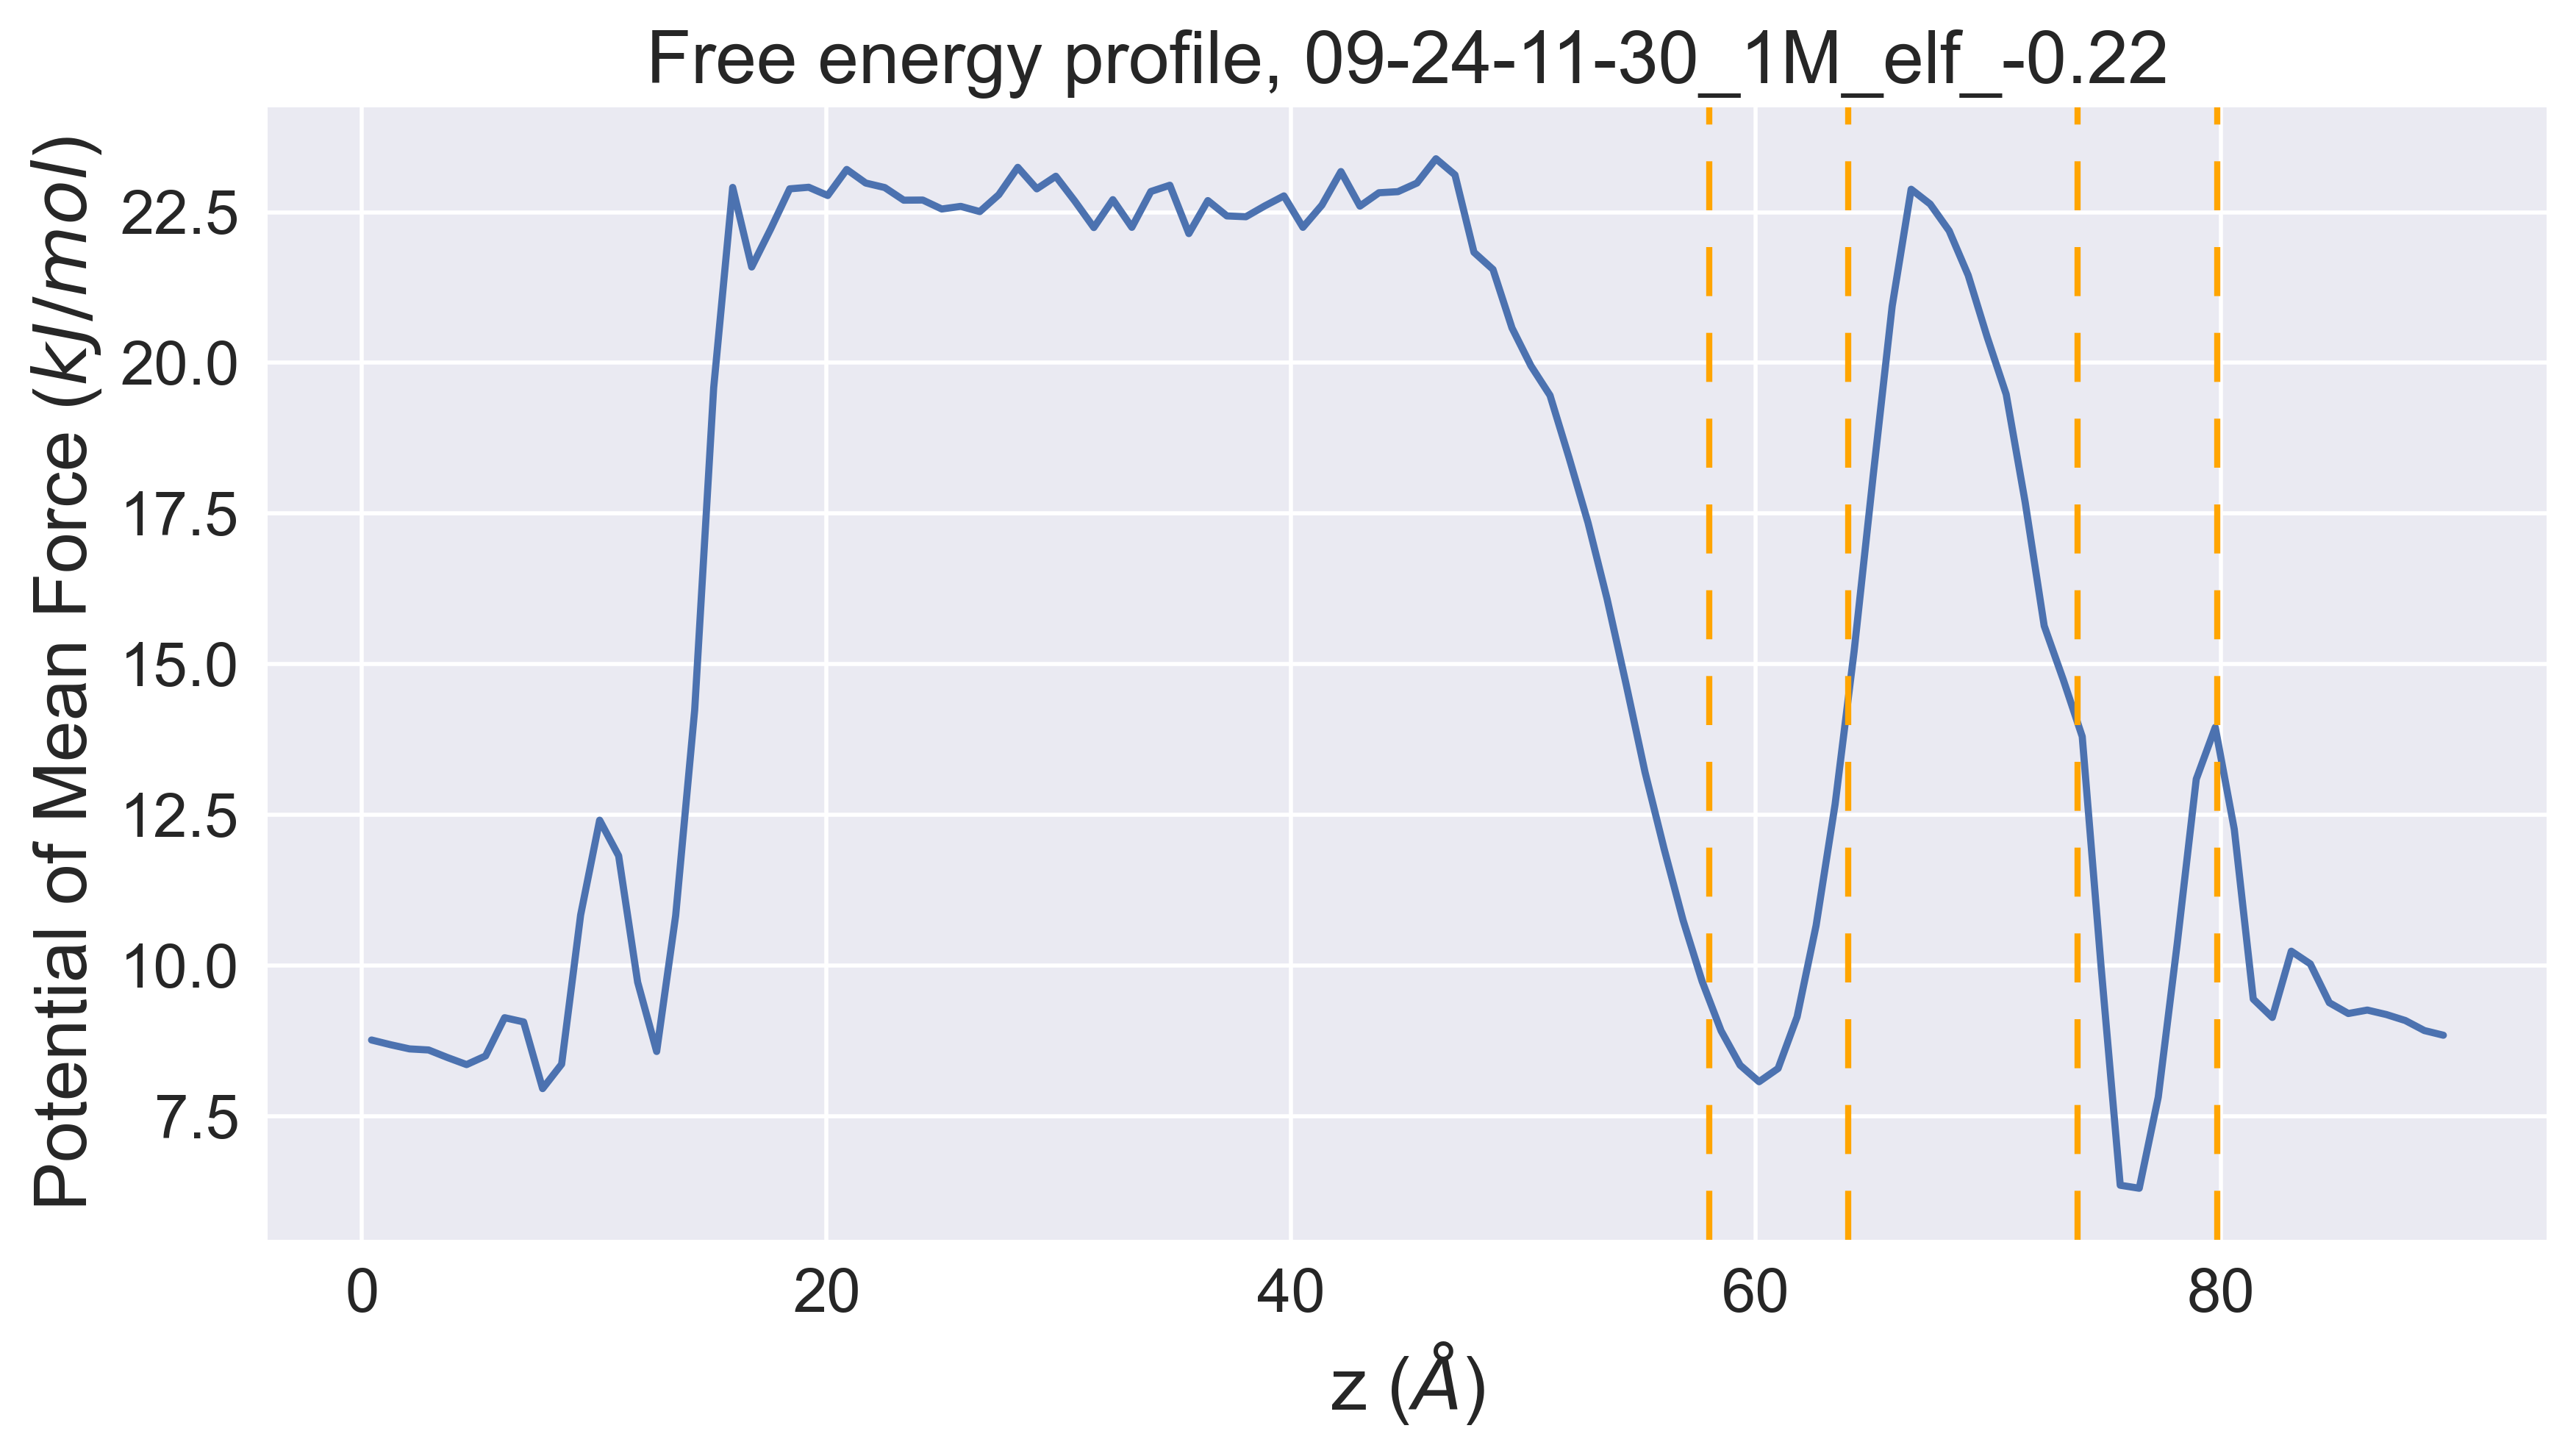 Free energy profile, 09-24-11-30_1M_elf_-0.22
Potential of Mean Force (kJ/mol)
22.5
20.0
17.5
15.0
12.5
10.0
7.5
0 20 40 60 80
z (Å)